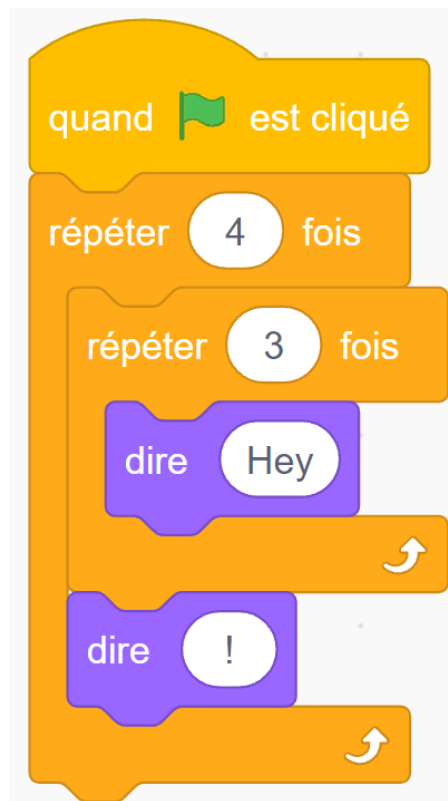 quand est cliqué
répéter 4 fois
répéter 3 fois
dire Hey
dire !